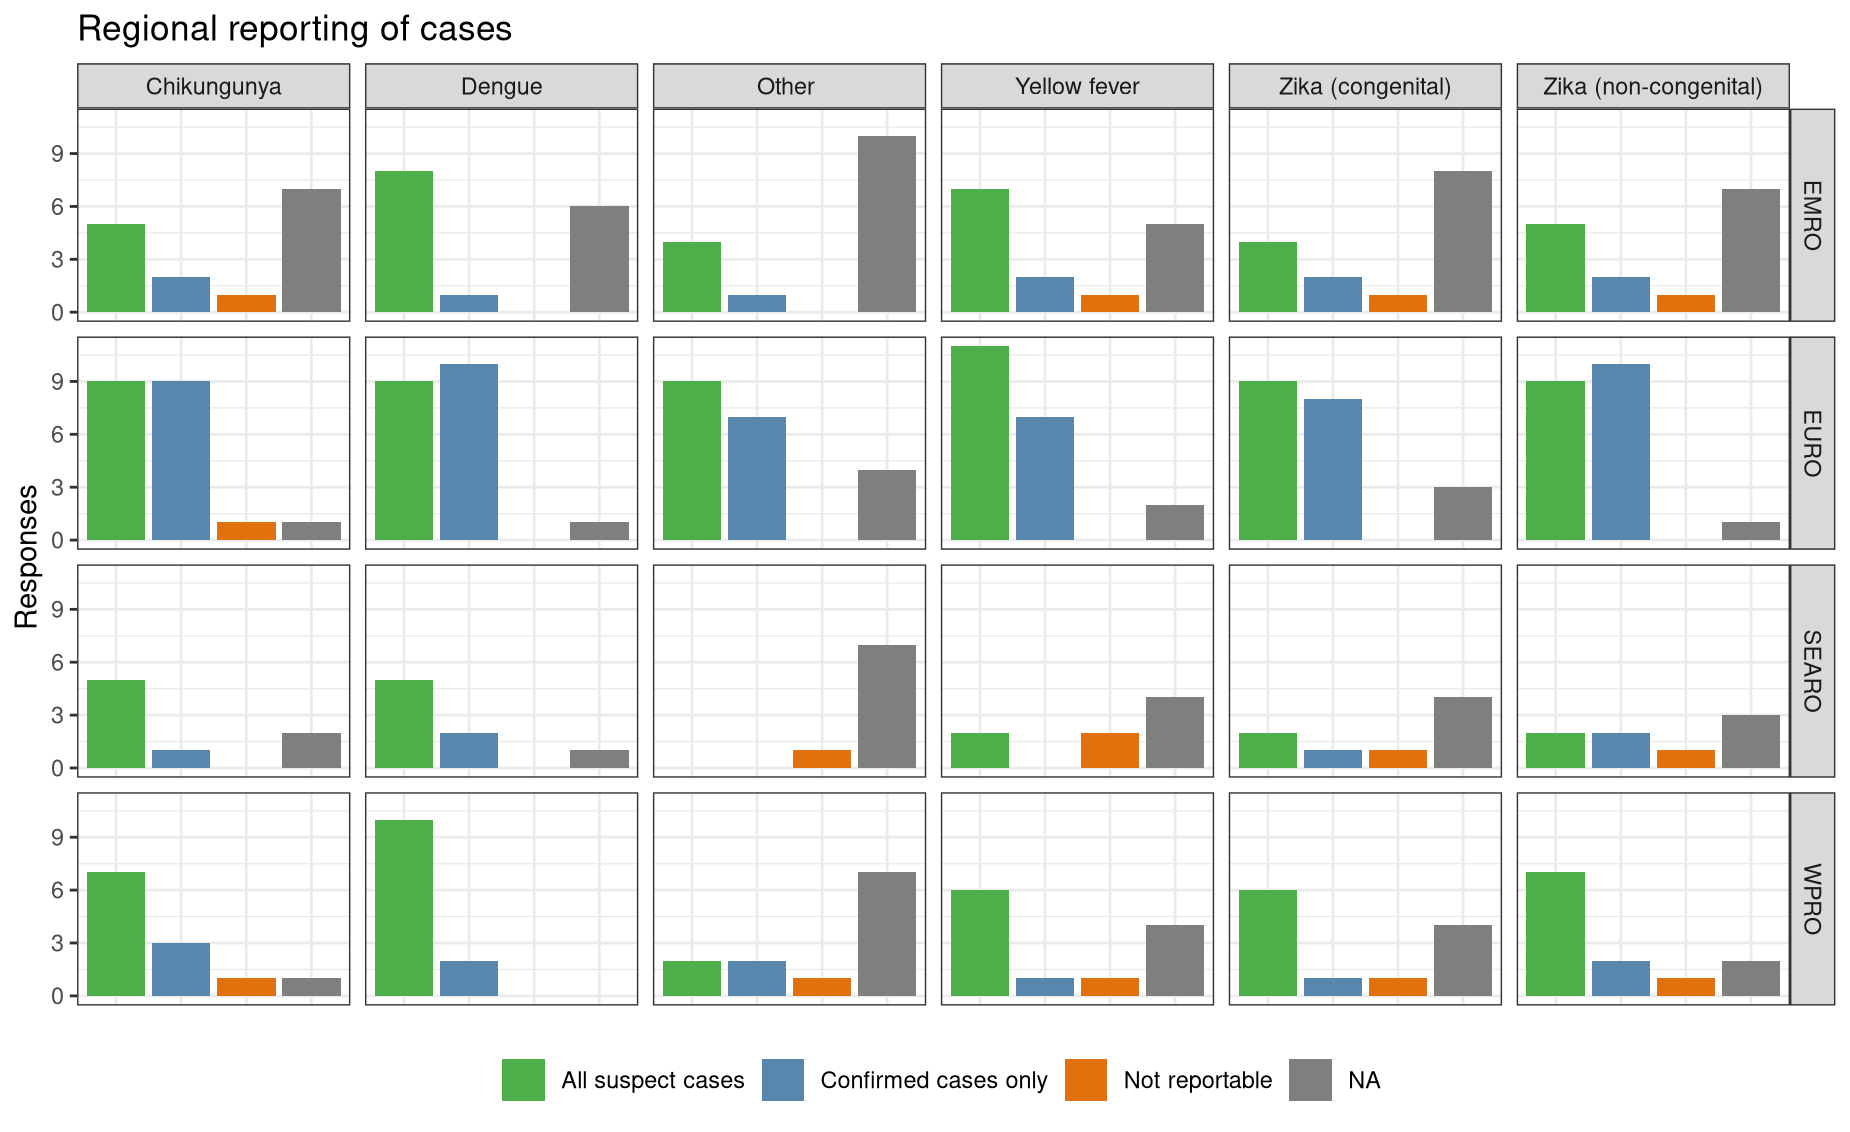 Regional reporting of cases
Chikungunya
Dengue
Other
Yellow fever
Zika (congenital)
Zika (non-congenital)
9
6
3
0
EMRO
9
6
3
0
EURO
Responses
9
6
3
0
SEARO
9
6
3
0
WPRO
All suspect cases
Confirmed cases only
Not reportable
NA